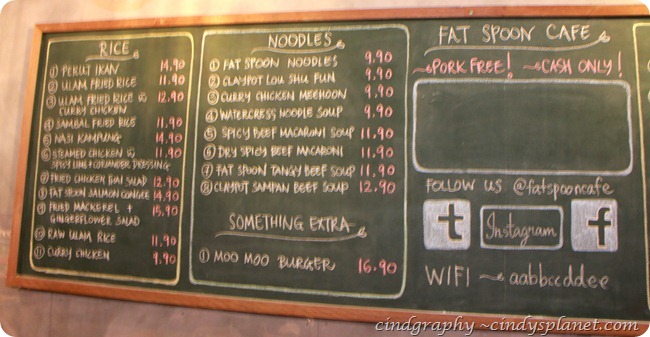 RICE
① PERUT IKAN 14.90
② ULAM FRIED RICE 11.90
③ ULAM FRIED RICE W CURRY CHICKEN 12.90
④ SAMBAL FRIED RICE 11.90
⑤ NASI KAMPUNG 14.90
⑥ STEAMED CHICKEN W 11.90
SPICY LIME & CORIANDER DRESSING
⑦ FRIED CHICKEN THAI SALAD 12.90
⑧ FAT SPOON SALMON CONGEE 14.90
⑨ FRIED MACKEREL & 15.90
GINGERFLOWER SALAD
⑩ RAW ULAM RICE 11.90
⑪ CURRY CHICKEN 9.90
NOODLES
① FAT SPOON NOODLES 9.90
② CLAYPOT LOU SHU FUN 9.90
③ CURRY CHICKEN MEEHOON 9.90
④ WATERCRESS NOODLE SOUP 9.90
⑤ SPICY BEEF MACARONI SOUP 11.90
⑥ DRY SPICY BEEF MACARONI 11.90
⑦ FAT SPOON TANGY BEEF SOUP 11.90
⑧ CLAYPOT SAMPAN BEEF SOUP 12.90
SOMETHING EXTRA
① MOO MOO BURGER 16.90
FAT SPOON CAFE
PORK FREE! CASH ONLY!
FOLLOW US @fatspooncafe
t Instagram f
WIFI aabbccddee
cindgraphy ~cindysplanet.com/